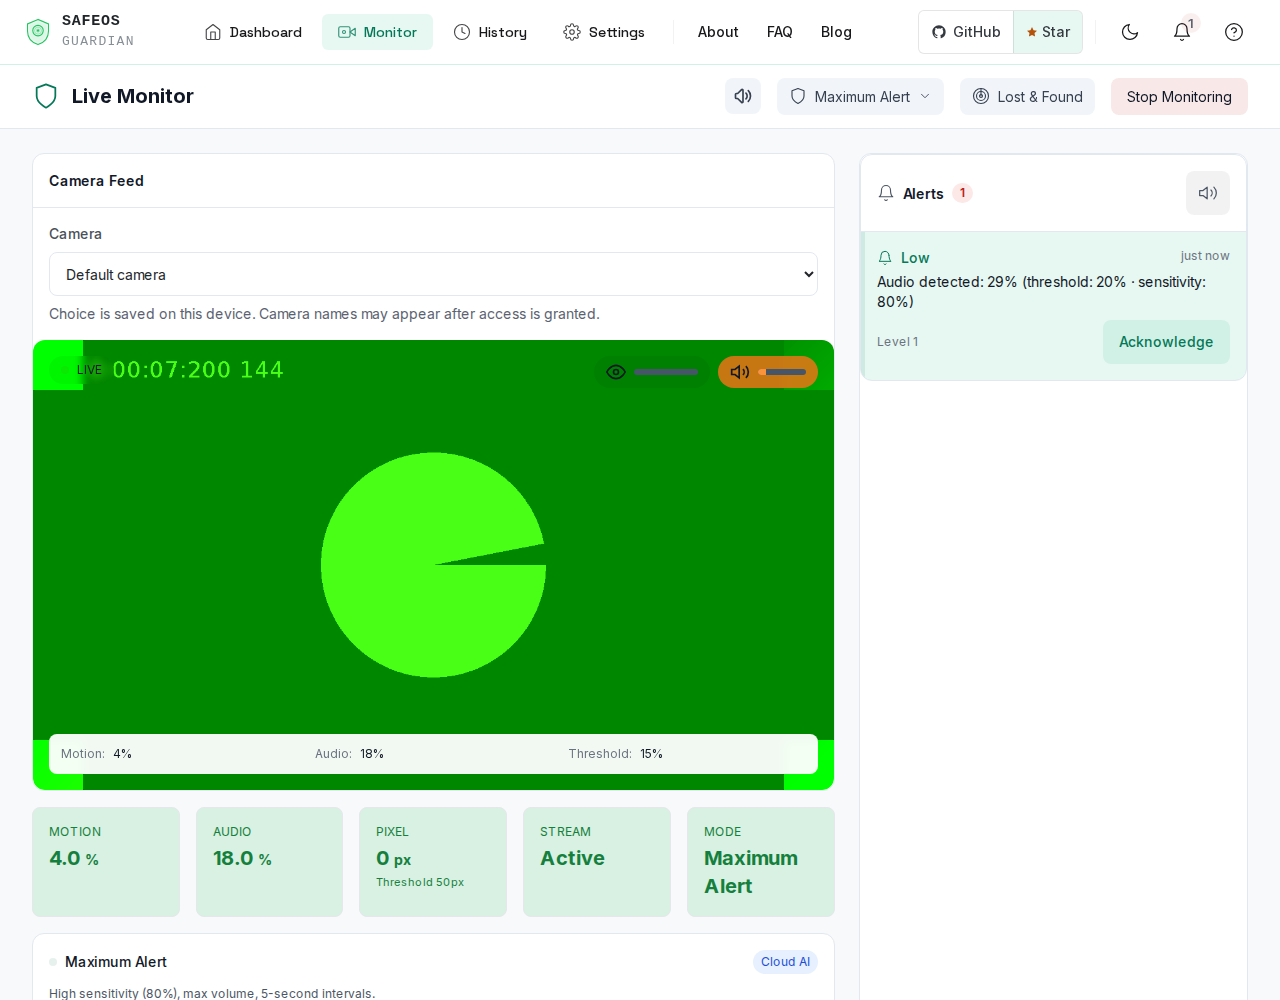 SAFEOS
GUARDIAN
Dashboard
Monitor
History
Settings
About
FAQ
Blog
GitHub
Star
1
Live Monitor
Maximum Alert
Lost & Found
Stop Monitoring
Camera Feed
Camera
Default camera
Choice is saved on this device. Camera names may appear after access is granted.
LIVE
00:07:200 144
Motion: 4%
Audio: 18%
Threshold: 15%
MOTION
4.0 %
AUDIO
18.0 %
PIXEL
0 px
Threshold 50px
STREAM
Active
MODE
Maximum
Alert
Maximum Alert
Cloud AI
High sensitivity (80%), max volume, 5-second intervals.
Alerts
1
Low
just now
Audio detected: 29% (threshold: 20% · sensitivity:
80%)
Level 1
Acknowledge